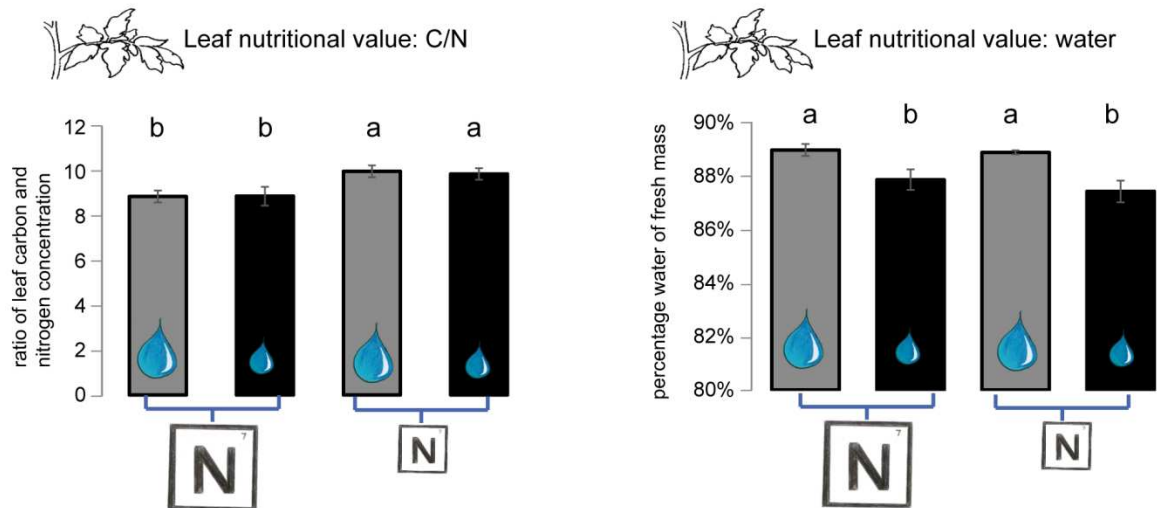 Leaf nutritional value: C/N
ratio of leaf carbon and
nitrogen concentration
12
10
8
6
4
2
0
b
b
a
a
7
N
7
N
Leaf nutritional value: water
percentage water of fresh mass
90%
88%
86%
84%
82%
80%
a
b
a
b
7
N
7
N